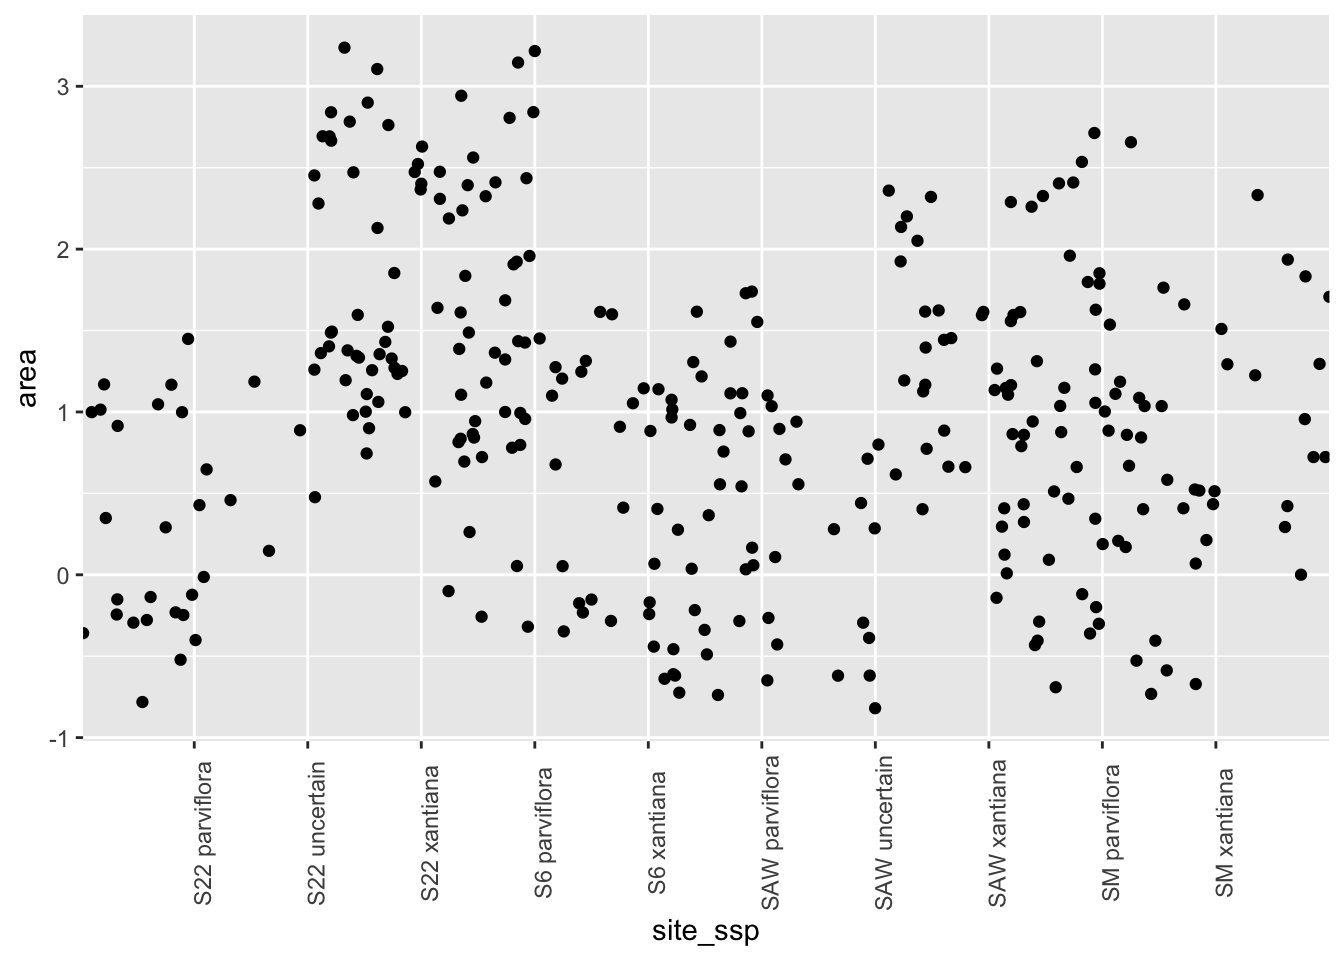 3
2
1
0
-1
area
S22 parviflora
S22 uncertain
S22 xantiana
S6 parviflora
S6 xantiana
SAW parviflora
SAW uncertain
SAW xantiana
SM parviflora
SM xantiana
site_ssp